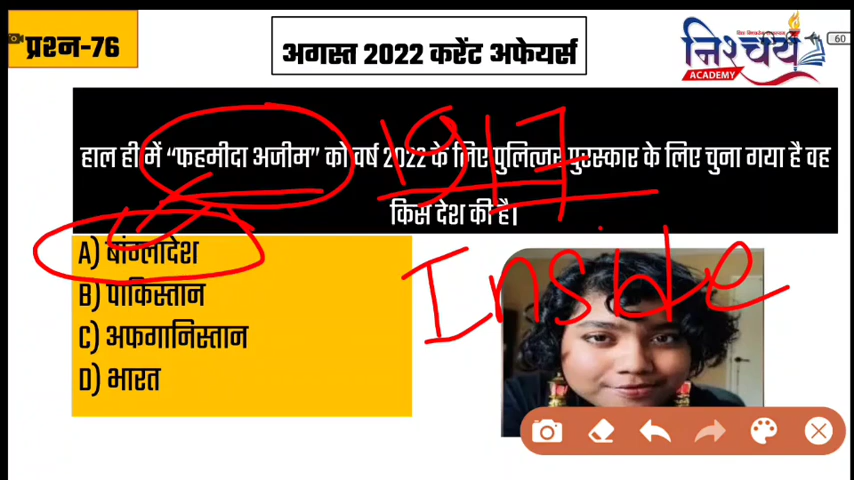 प्रश्न-76
अगस्त 2022 करेंट अफेयर्स
निश्चय
ACADEMY
60
हाल ही में “फहमीदा अजीम” को वर्ष 2022 के लिए पुलित्जर पुरस्कार के लिए चुना गया है वह
किस देश की है।
1917
A) बांग्लादेश
B) पाकिस्तान
C) अफगानिस्तान
D) भारत
Inside